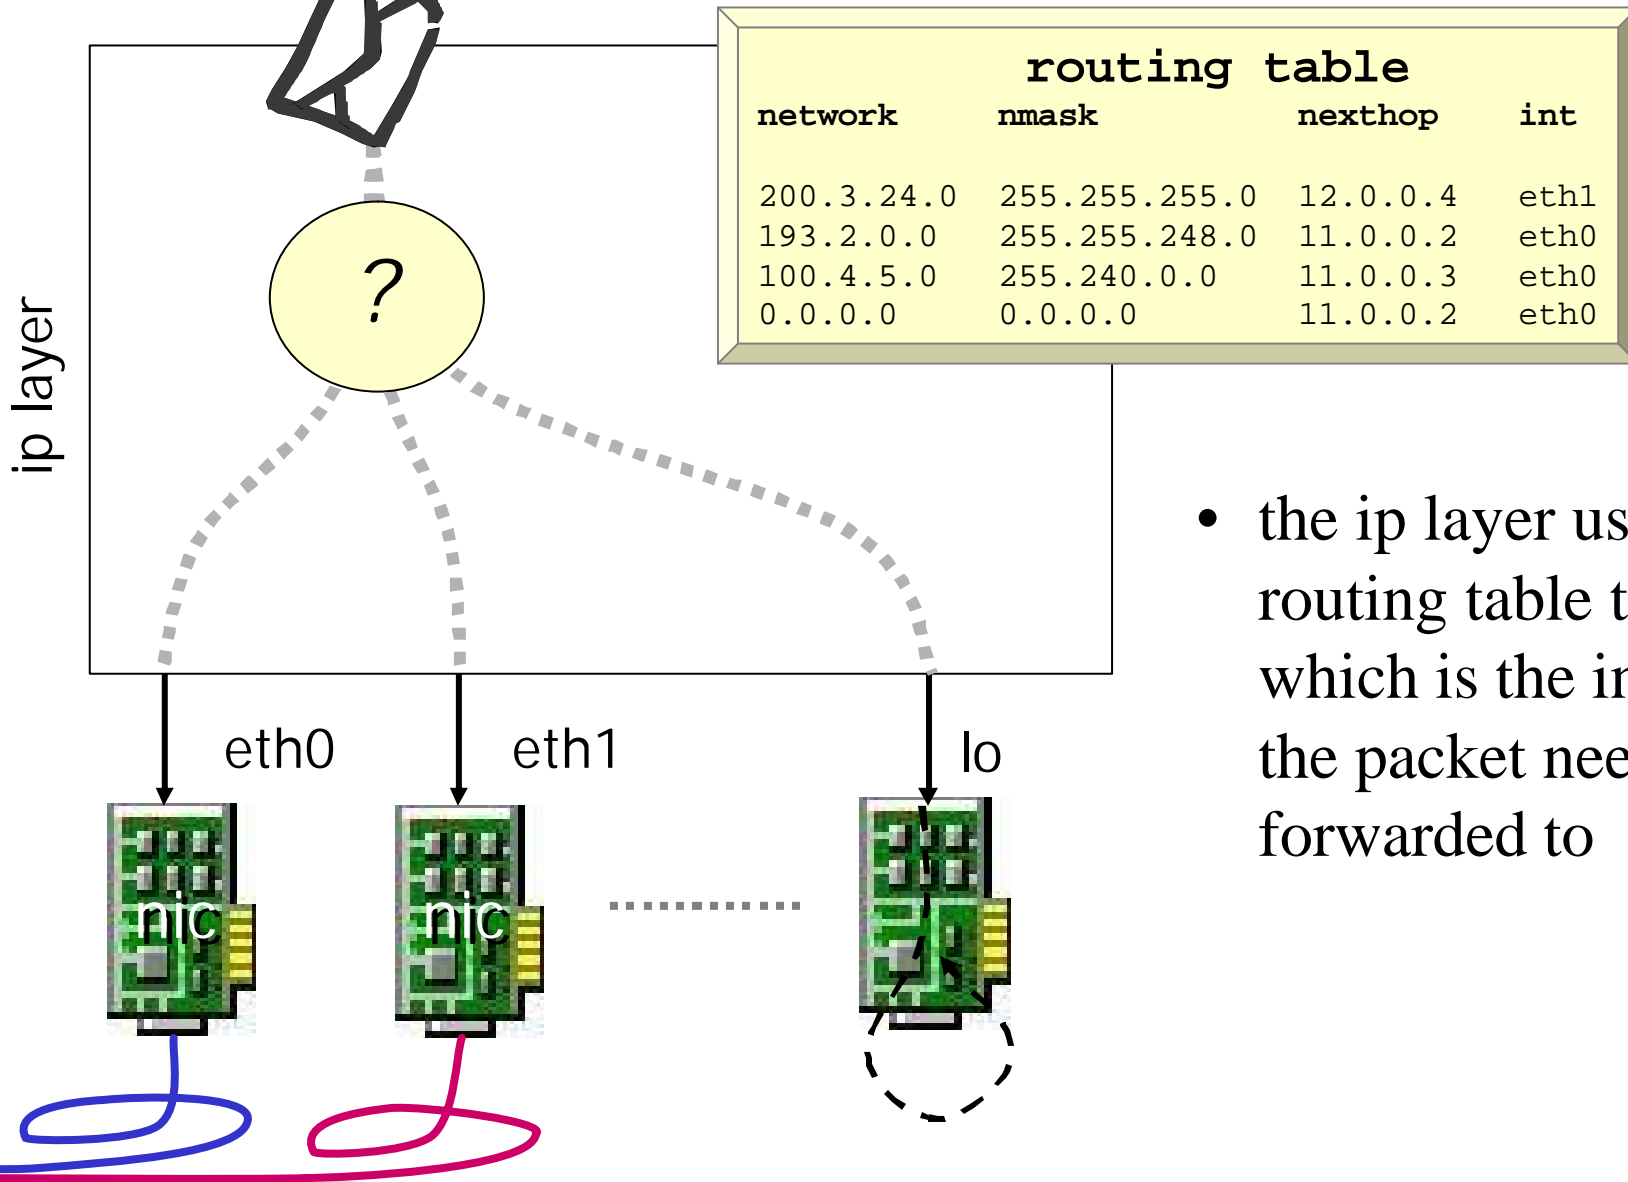 routing table
network nmask nexthop int
200.3.24.0 255.255.255.0 12.0.0.4 eth1
193.2.0.0 255.255.248.0 11.0.0.2 eth0
100.4.5.0 255.240.0.0 11.0.0.3 eth0
0.0.0.0 0.0.0.0 11.0.0.2 eth0
?
ip layer
• the ip layer us
routing table t
which is the in
the packet nee
forwarded to
eth0 eth1 lo
nic nic